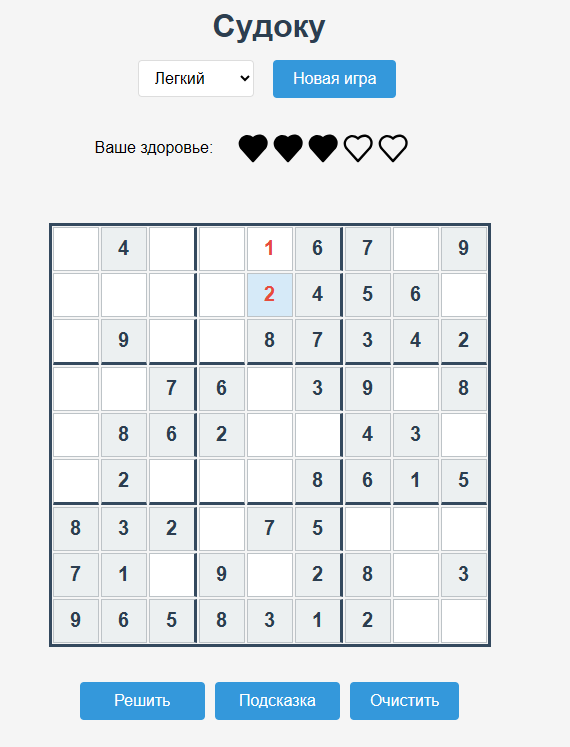 Судоку
Легкий Новая игра
Ваше здоровье:
4 1 6 7 9
2 4 5 6
9 8 7 3 4 2
7 6 3 9 8
8 6 2 4 3
2 8 6 1 5
8 3 2 7 5
7 1 9 2 8 3
9 6 5 8 3 1 2
Решить Подсказка Очистить